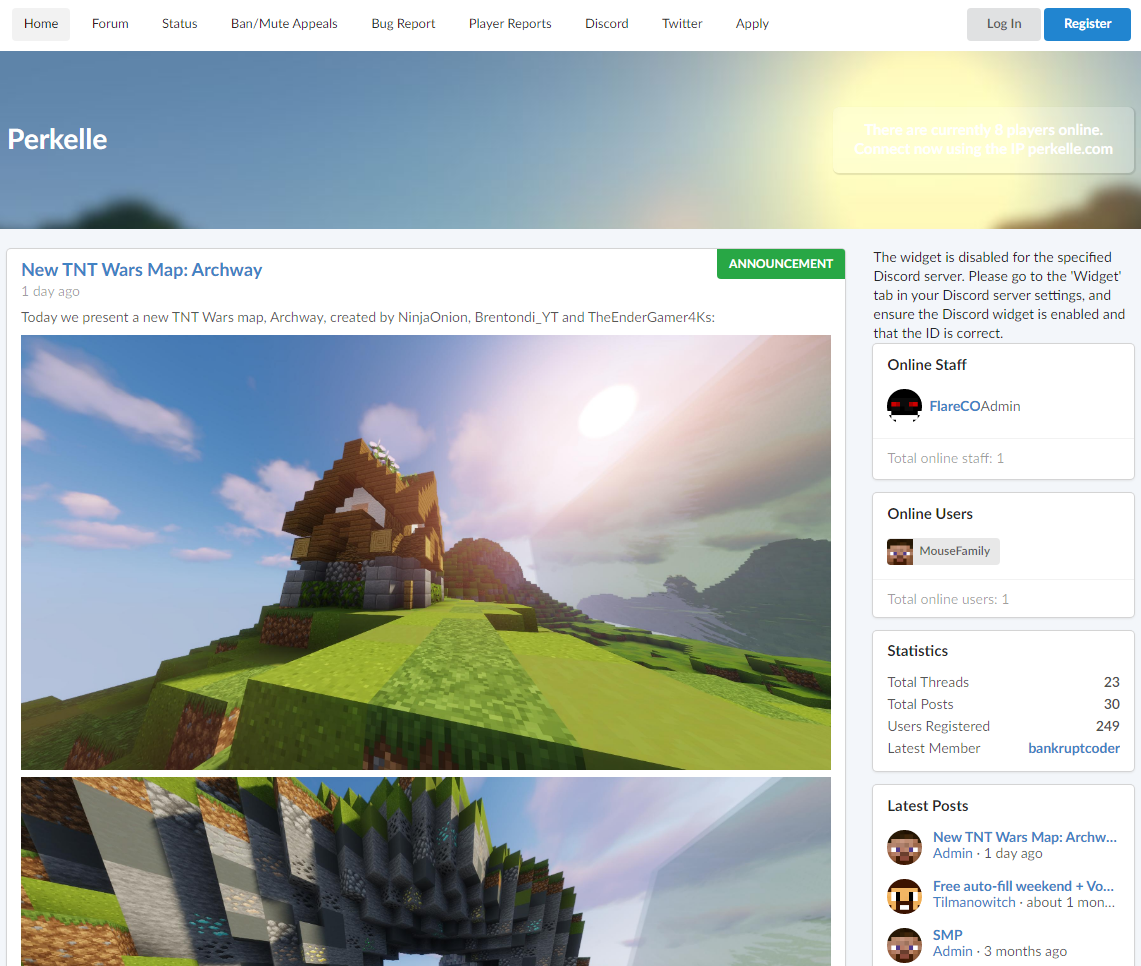 Home Forum Status Ban/Mute Appeals Bug Report Player Reports Discord Twitter Apply Log In Register
Perkelle
There are currently 8 players online.
Connect now using the IP perkelle.com
New TNT Wars Map: Archway
ANNOUNCEMENT
1 day ago
Today we present a new TNT Wars map, Archway, created by NinjaOnion, Brentondi_YT and TheEnderGamer4Ks:
The widget is disabled for the specified
Discord server. Please go to the 'Widget'
tab in your Discord server settings, and
ensure the Discord widget is enabled and
that the ID is correct.
Online Staff
FlareCOAdmin
Total online staff: 1
Online Users
MouseFamily
Total online users: 1
Statistics
Total Threads 23
Total Posts 30
Users Registered 249
Latest Member bankruptcoder
Latest Posts
New TNT Wars Map: Archw...
Admin · 1 day ago
Free auto-fill weekend + Vo...
Tilmanowitch · about 1 mon...
SMP
Admin · 3 months ago